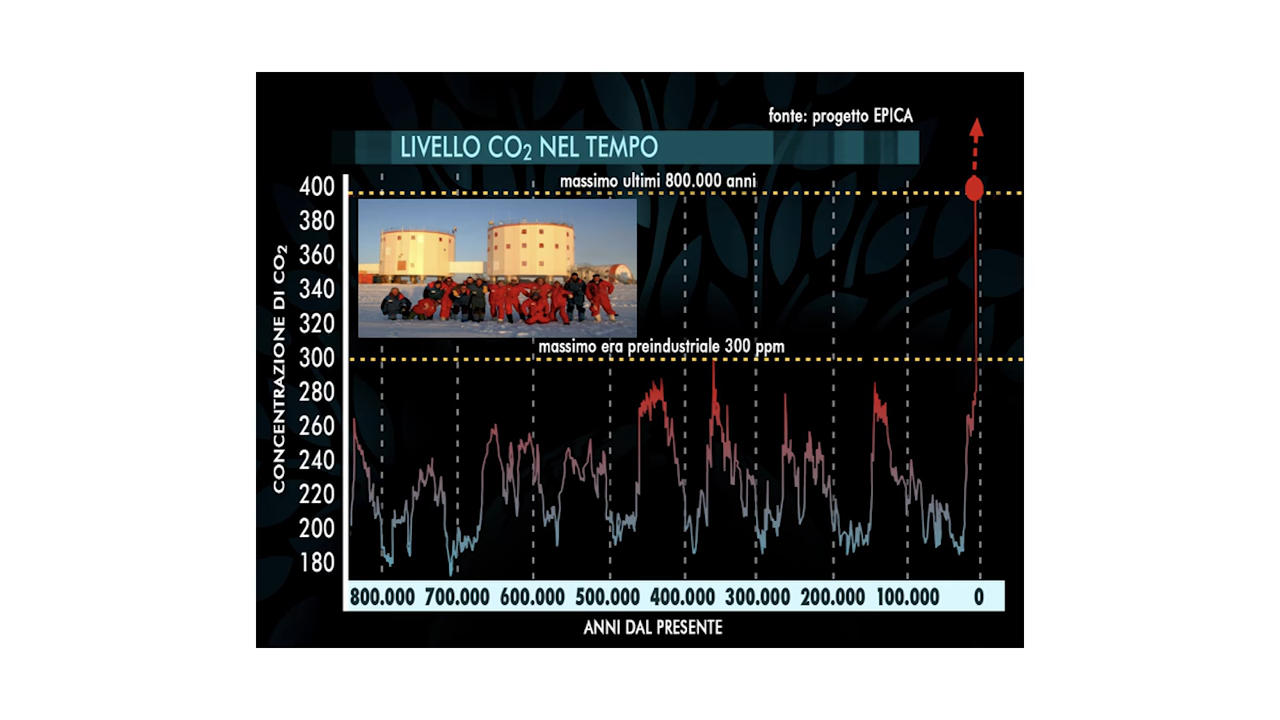 fonte: progetto EPICA
LIVELLO CO2 NEL TEMPO
massimo ultimi 800.000 anni
400
380
360
340
320
300
280
260
240
220
200
180
CONCENTRAZIONE DI CO2
massimo era preindustriale 300 ppm
800.000 700.000 600.000 500.000 400.000 300.000 200.000 100.000 0
ANNI DAL PRESENTE